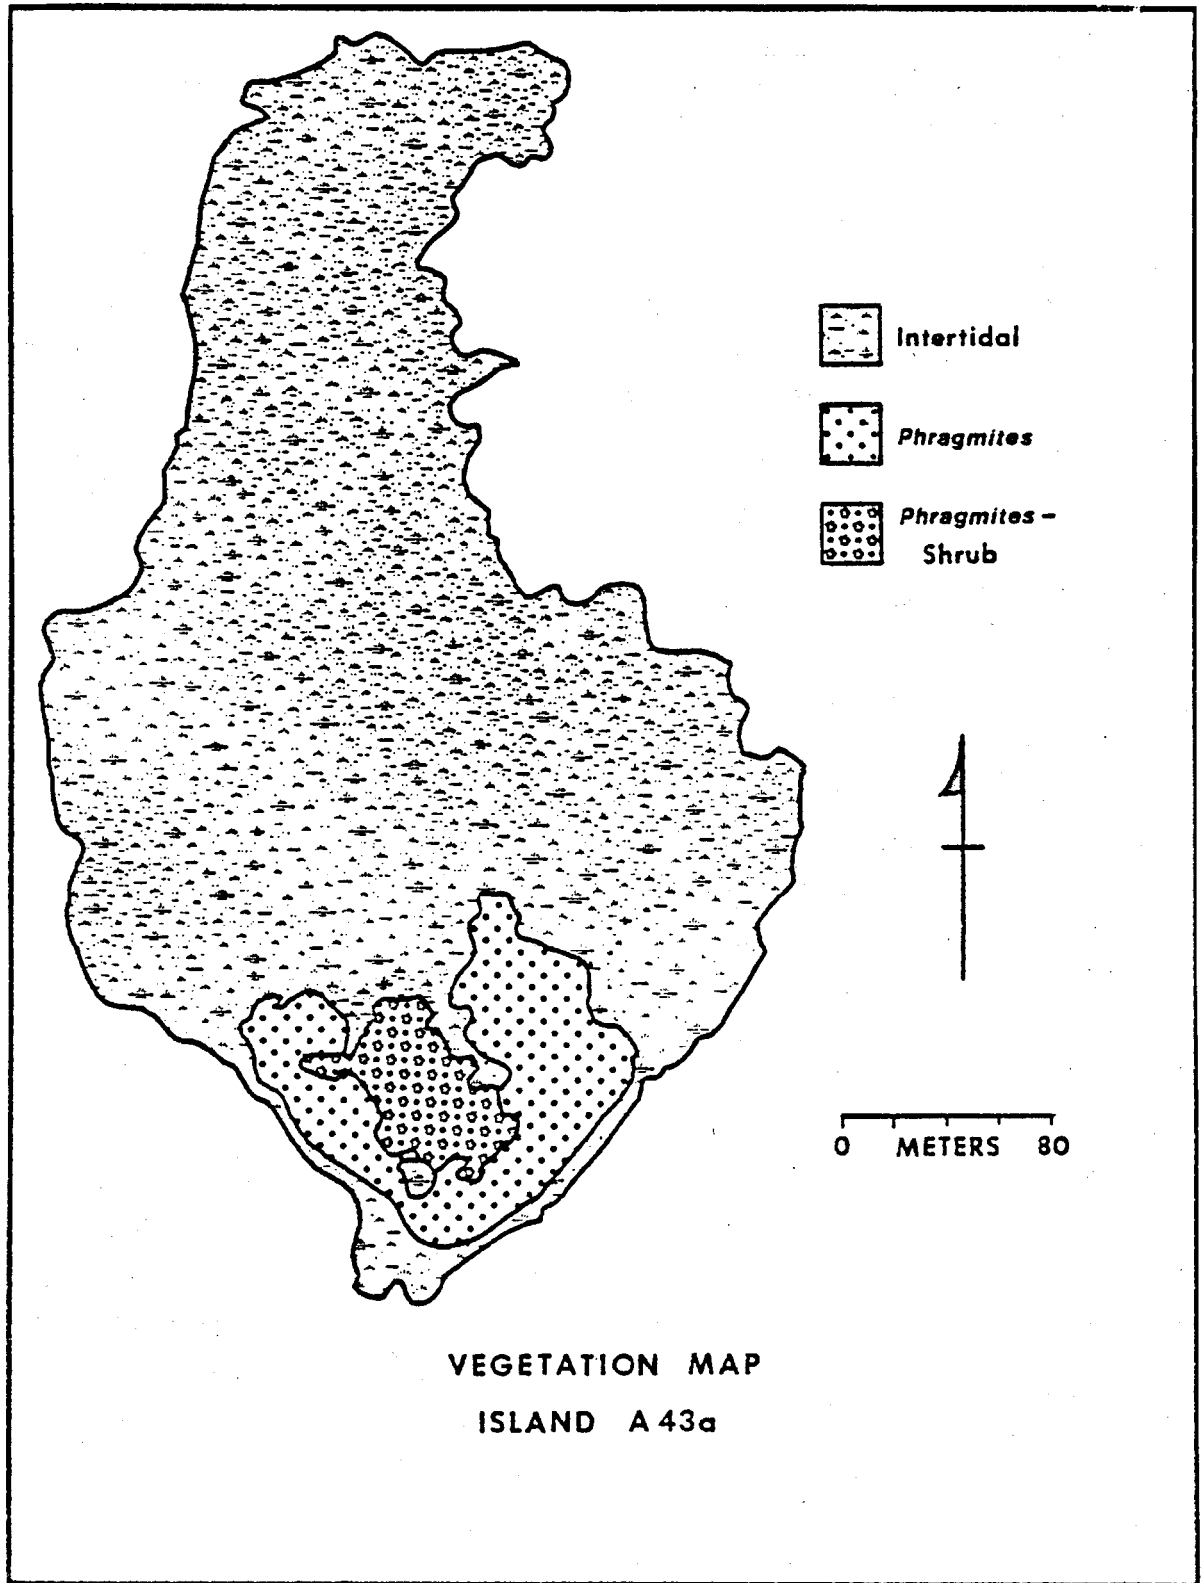 Intertidal
Phragmites
Phragmites –
Shrub
0 METERS 80
VEGETATION MAP
ISLAND A 43a